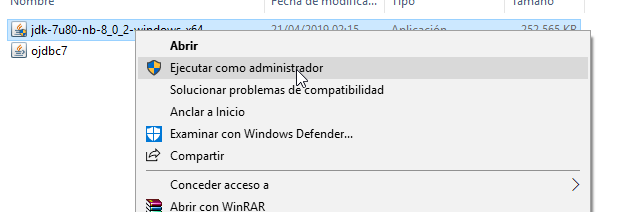 Nombre Fecha de modifica... Tipo Tamaño
jdk-7u80-nb-8_0_2-windows-x64 21/04/2019 02:15 Aplicación 252.565 KB
ojdbc7
Abrir
Ejecutar como administrador
Solucionar problemas de compatibilidad
Anclar a Inicio
Examinar con Windows Defender...
Compartir
Conceder acceso a
Abrir con WinRAR